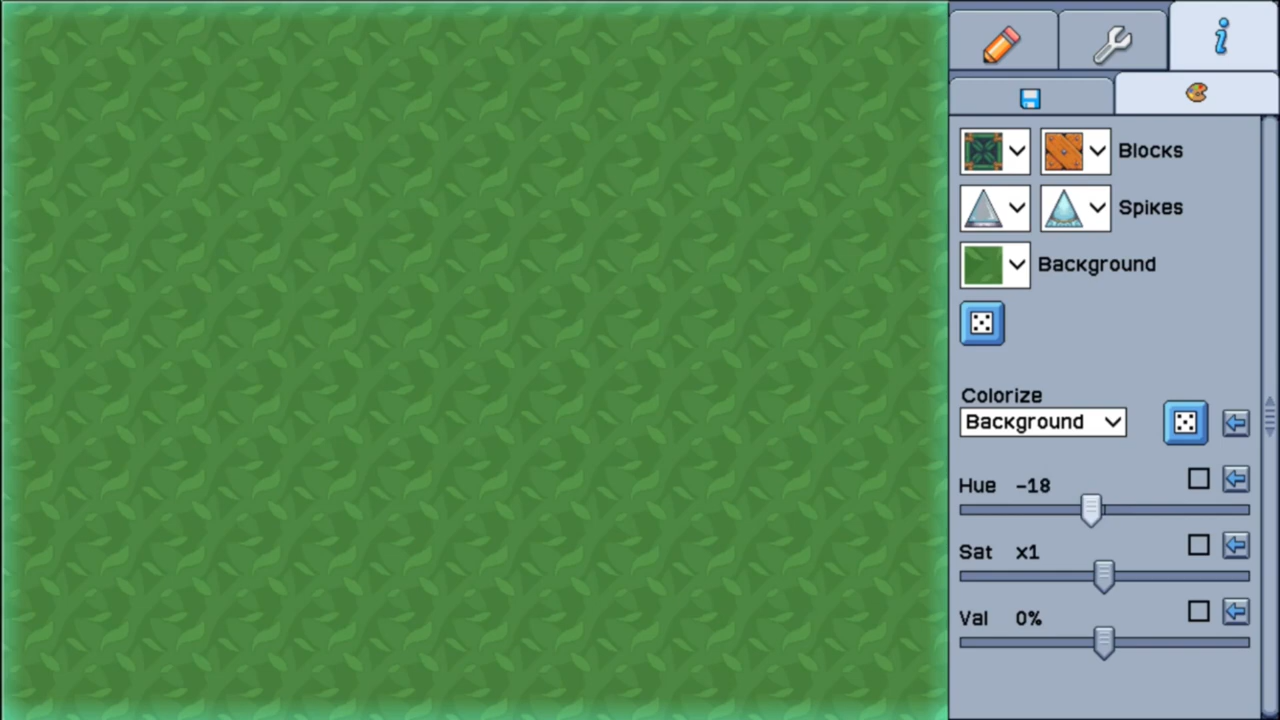 Blocks
Spikes
Background
Colorize
Background
Hue -18
Sat x1
Val 0%